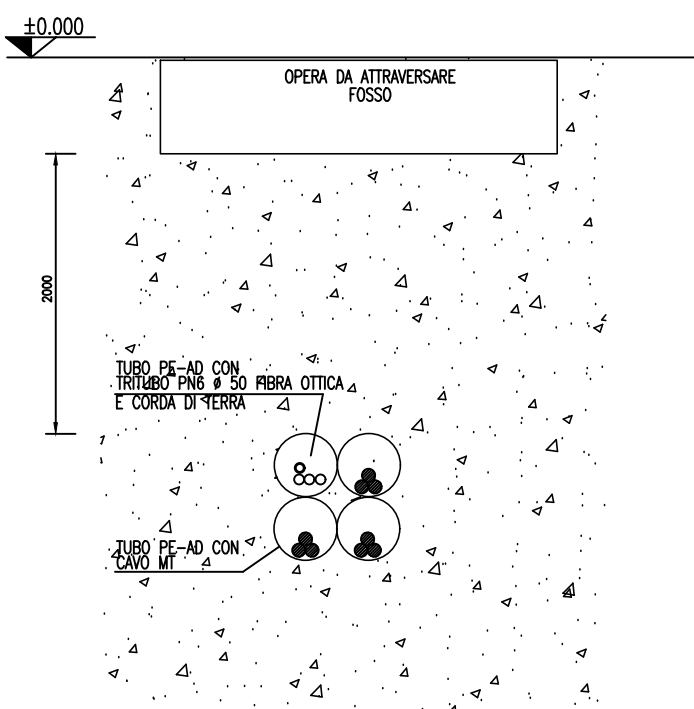 ±0.000
OPERA DA ATTRAVERSARE
FOSSO
2000
TUBO PE-AD CON
TRITUBO PN6 ø 50 FIBRA OTTICA
E CORDA DI TERRA
TUBO PE-AD CON
CAVO MT